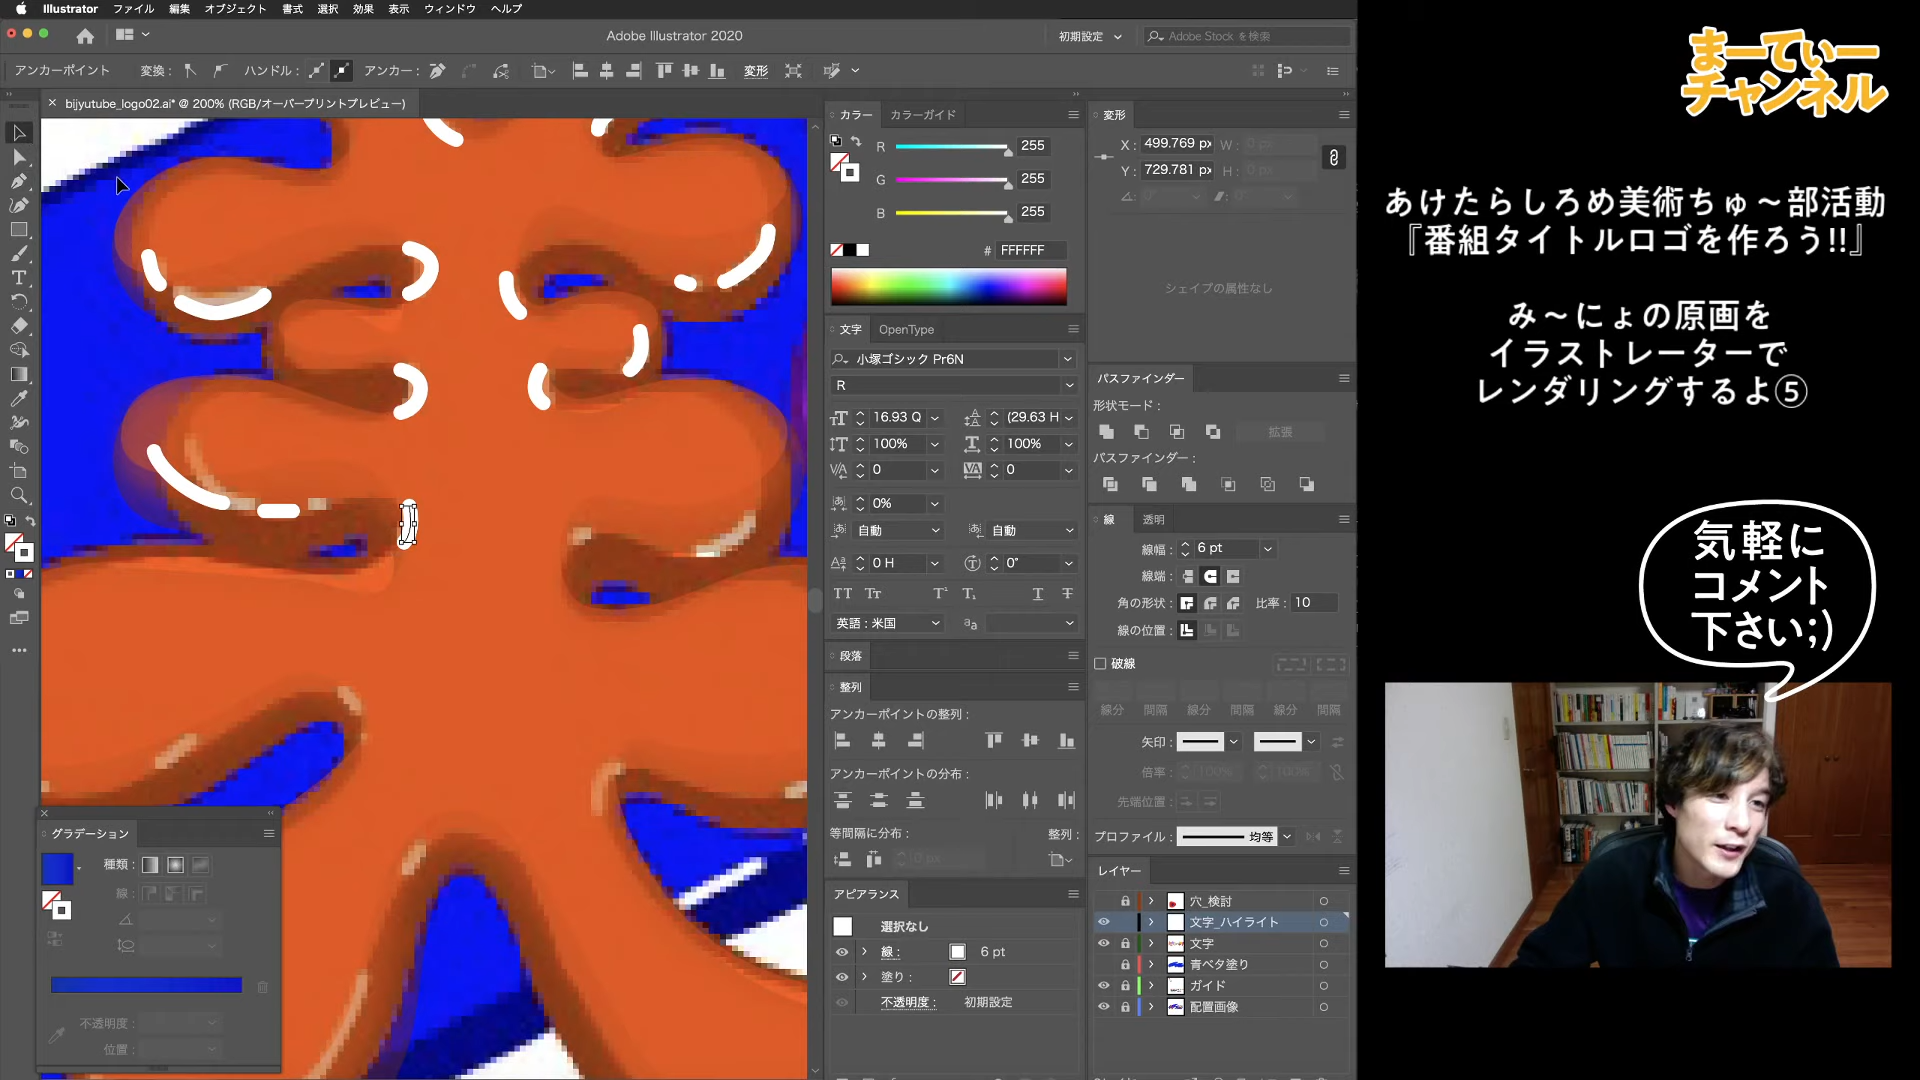 Illustrator ファイル 編集 オブジェクト 書式 選択 効果 表示 ウィンドウ ヘルプ
Adobe Illustrator 2020
初期設定
Adobe Stock を検索
アンカーポイント 変換： ハンドル： アンカー： 変形
bijyutube_logo02.ai* @ 200% (RGB/オーバープリントプレビュー)
カラー カラーガイド
R 255
G 255
B 255
# FFFFFF
文字 OpenType
小塚ゴシック Pr6N
R
16.93 Q (29.63 H
100% 100%
0 0
0%
自動 自動
0 H 0°
英語：米国
段落
整列
アンカーポイントの整列：
アンカーポイントの分布：
等間隔に分布： 整列：
0 px
アピアランス
選択なし
線： 6 pt
塗り：
不透明度： 初期設定
変形
X： 499.769 px W： 0 px
Y： 729.781 px H： 0 px
シェイプの属性なし
パスファインダー
形状モード：
拡張
パスファインダー：
線 透明
線幅： 6 pt
線端：
角の形状： 比率： 10
線の位置：
破線
線分 間隔 線分 間隔 線分 間隔
矢印：
倍率： 100% 100%
先端位置：
プロファイル： 均等
レイヤー
穴_検討
文字_ハイライト
文字
青ベタ塗り
ガイド
配置画像
グラデーション
種類：
線：
不透明度：
位置：
まーてぃー
チャンネル
あけたらしろめ美術ちゅ～部活動
『番組タイトルロゴを作ろう!!』
み～にょの原画を
イラストレーターで
レンダリングするよ⑤
気軽に
コメント
下さい;)